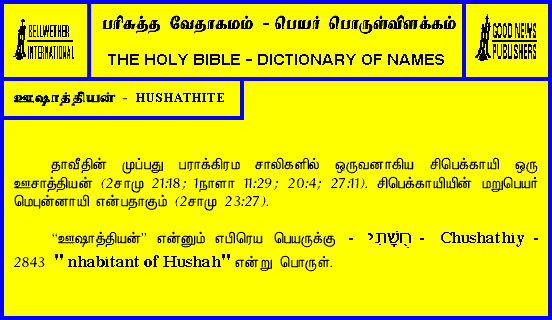 BELLWETHER
INTERNATIONAL
பரிசுத்த வேதாகமம் - பெயர் பொருள்விளக்கம்
THE HOLY BIBLE - DICTIONARY OF NAMES
GOOD NEWS
PUBLISHERS
ஊஷாத்தியன் - HUSHATHITE
தாவீதின் முப்பது பராக்கிரம சாலிகளில் ஒருவனாகிய சிபெக்காயி ஒரு
ஊசாத்தியன் (2சாமு 21:18; 1நாளா 11:29; 20:4; 27:11). சிபெக்காயியின் மறுபெயர்
மெபுன்னாயி என்பதாகும் (2சாமு 23:27).
“ஊஷாத்தியன்” என்னும் எபிரெய பெயருக்கு - חֻשָׁתִי - Chushathiy -
2843 " nhabitant of Hushah" என்று பொருள்.